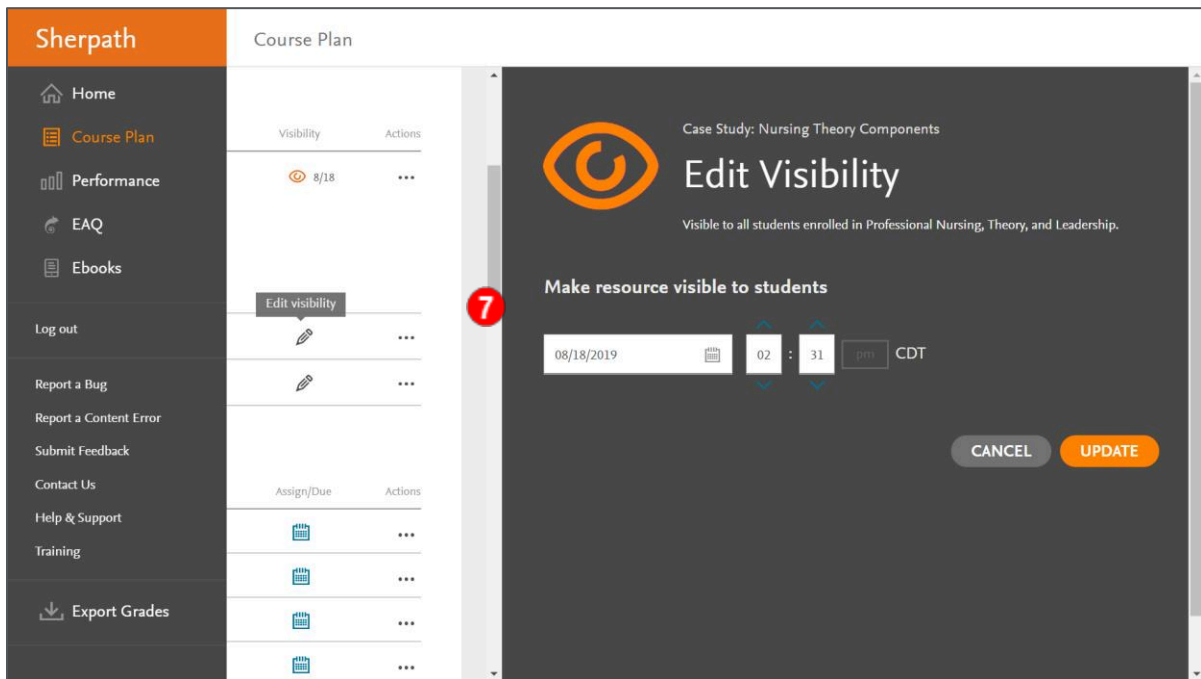 Sherpath
Course Plan
Home
Course Plan
Performance
EAQ
Ebooks
Log out
Report a Bug
Report a Content Error
Submit Feedback
Contact Us
Help & Support
Training
Export Grades
Visibility Actions
8/18
Edit visibility
Assign/Due Actions
7
Case Study: Nursing Theory Components
Edit Visibility
Visible to all students enrolled in Professional Nursing, Theory, and Leadership.
Make resource visible to students
08/18/2019 02 : 31 pm CDT
CANCEL UPDATE